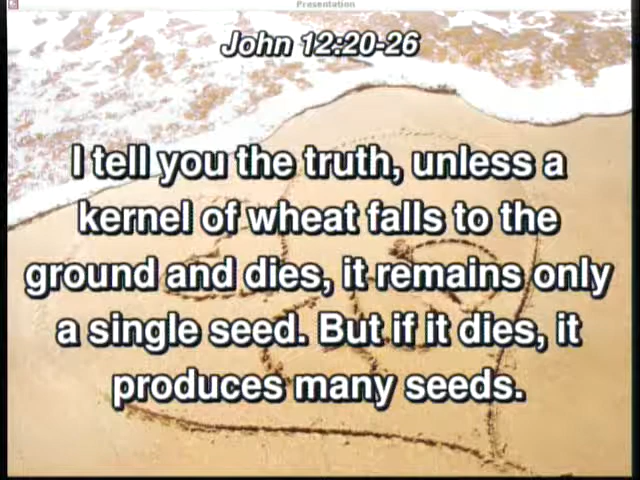 Presentation
John 12:20-26
I tell you the truth, unless a
kernel of wheat falls to the
ground and dies, it remains only
a single seed. But if it dies, it
produces many seeds.